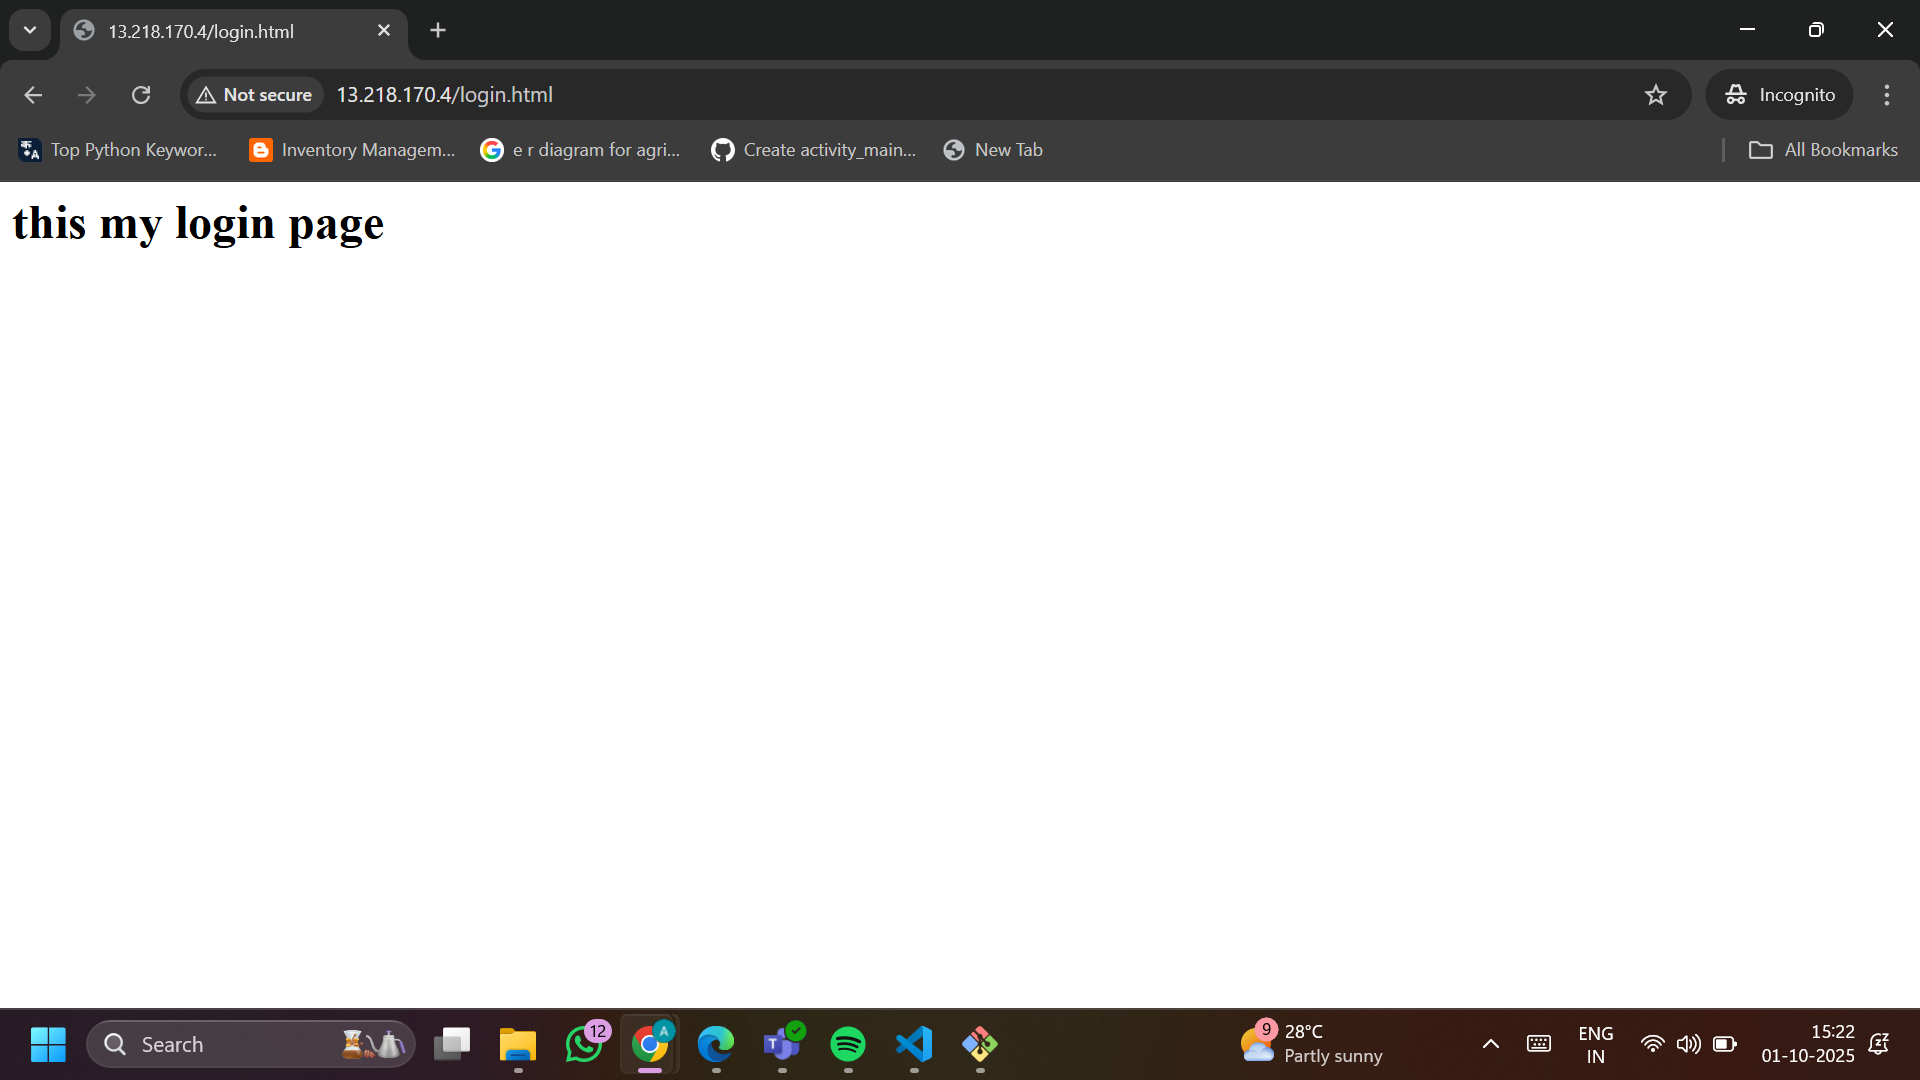 13.218.170.4/login.html
Not secure 13.218.170.4/login.html Incognito
Top Python Keywor... Inventory Managem... e r diagram for agri... Create activity_main... New Tab All Bookmarks
this my login page
Search 12 A T 9 28°C ENG 15:22
Partly sunny IN 01-10-2025